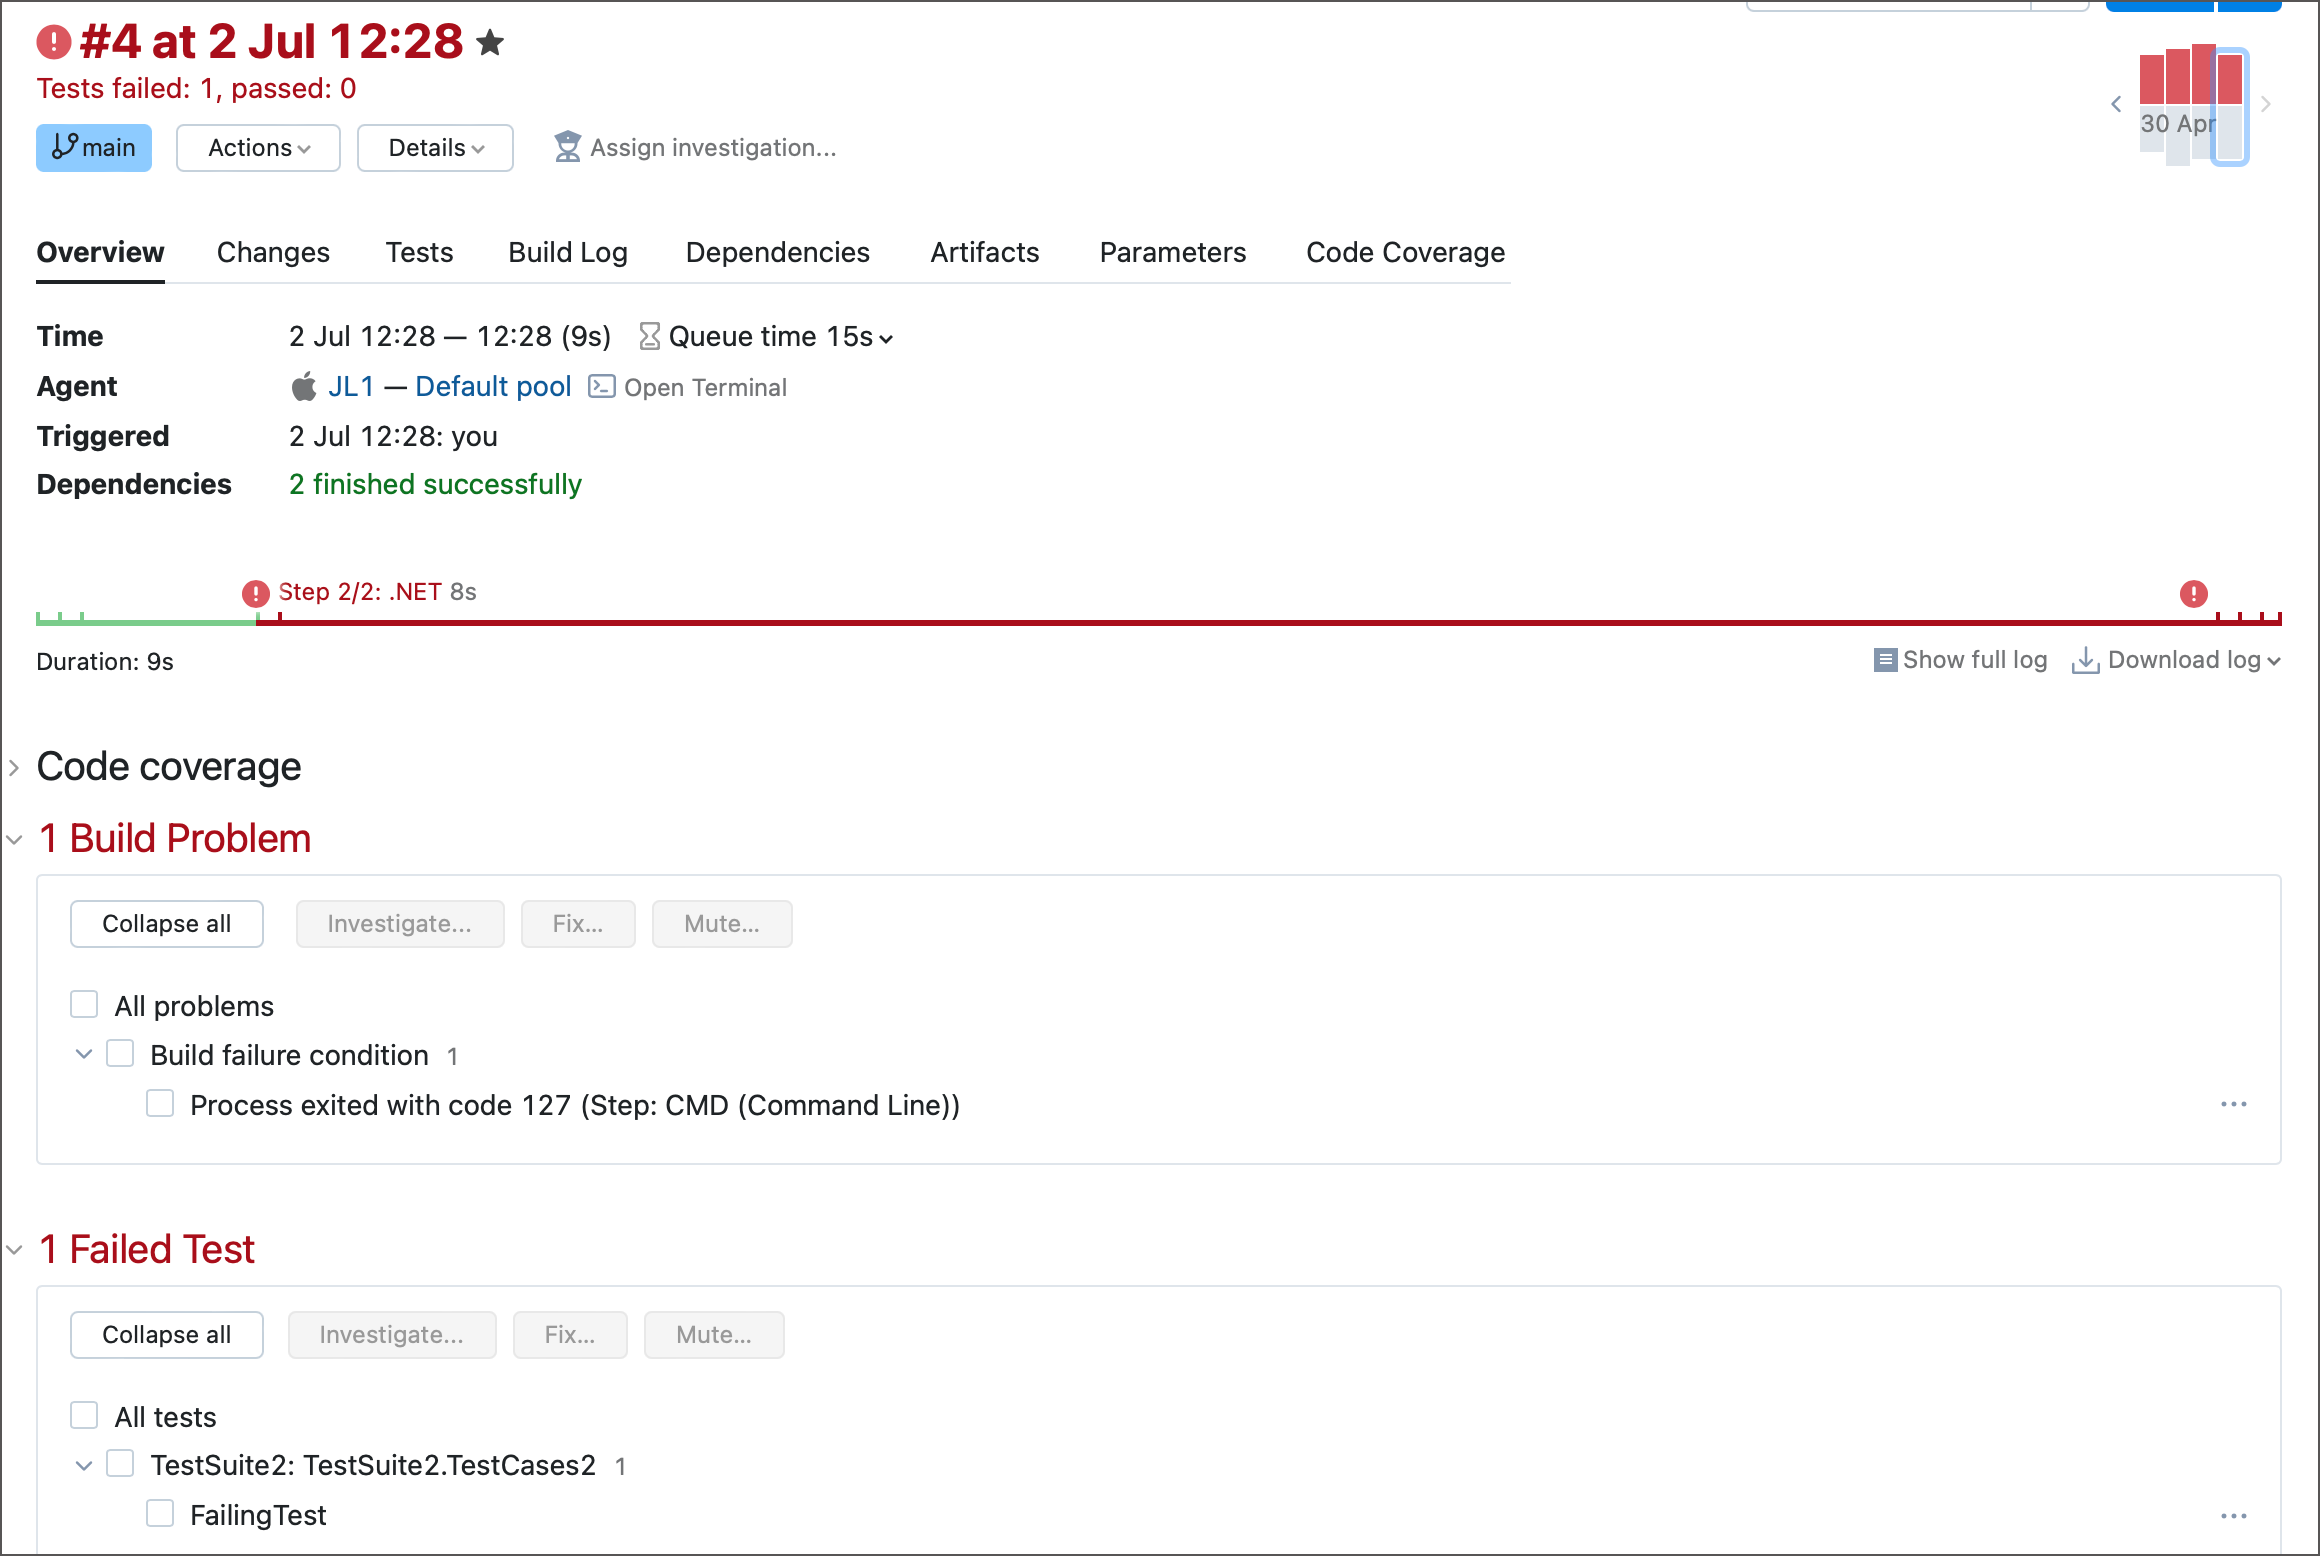 #4 at 2 Jul 12:28
Tests failed: 1, passed: 0
main Actions Details Assign investigation...
30 Apr
Overview Changes Tests Build Log Dependencies Artifacts Parameters Code Coverage
Time 2 Jul 12:28 — 12:28 (9s) Queue time 15s
Agent JL1 — Default pool Open Terminal
Triggered 2 Jul 12:28: you
Dependencies 2 finished successfully
Step 2/2: .NET 8s
Duration: 9s Show full log Download log
Code coverage
1 Build Problem
Collapse all Investigate... Fix... Mute...
All problems
Build failure condition 1
Process exited with code 127 (Step: CMD (Command Line))
1 Failed Test
Collapse all Investigate... Fix... Mute...
All tests
TestSuite2: TestSuite2.TestCases2 1
FailingTest